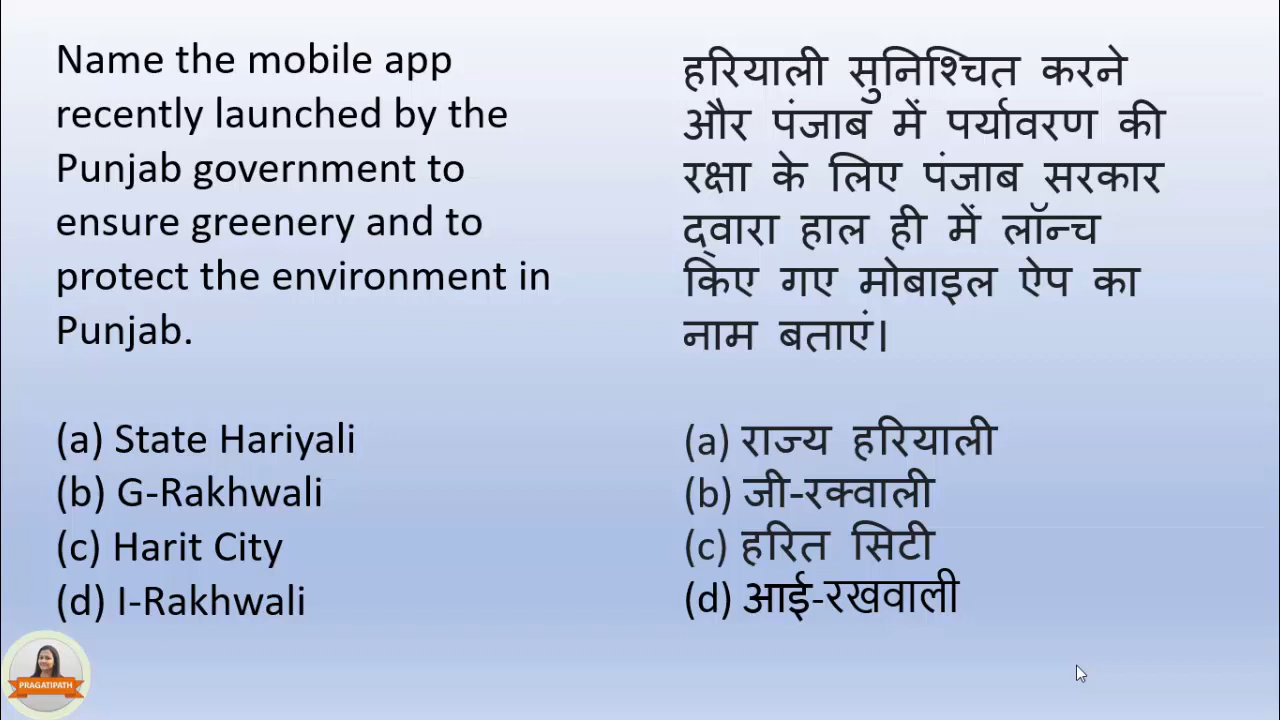 Name the mobile app
recently launched by the
Punjab government to
ensure greenery and to
protect the environment in
Punjab.
(a) State Hariyali
(b) G-Rakhwali
(c) Harit City
(d) I-Rakhwali
हरियाली सुनिश्चित करने
और पंजाब में पर्यावरण की
रक्षा के लिए पंजाब सरकार
द्वारा हाल ही में लॉन्च
किए गए मोबाइल ऐप का
नाम बताएं।
(a) राज्य हरियाली
(b) जी-रक्वाली
(c) हरित सिटी
(d) आई-रखवाली
PRAGATIPATH